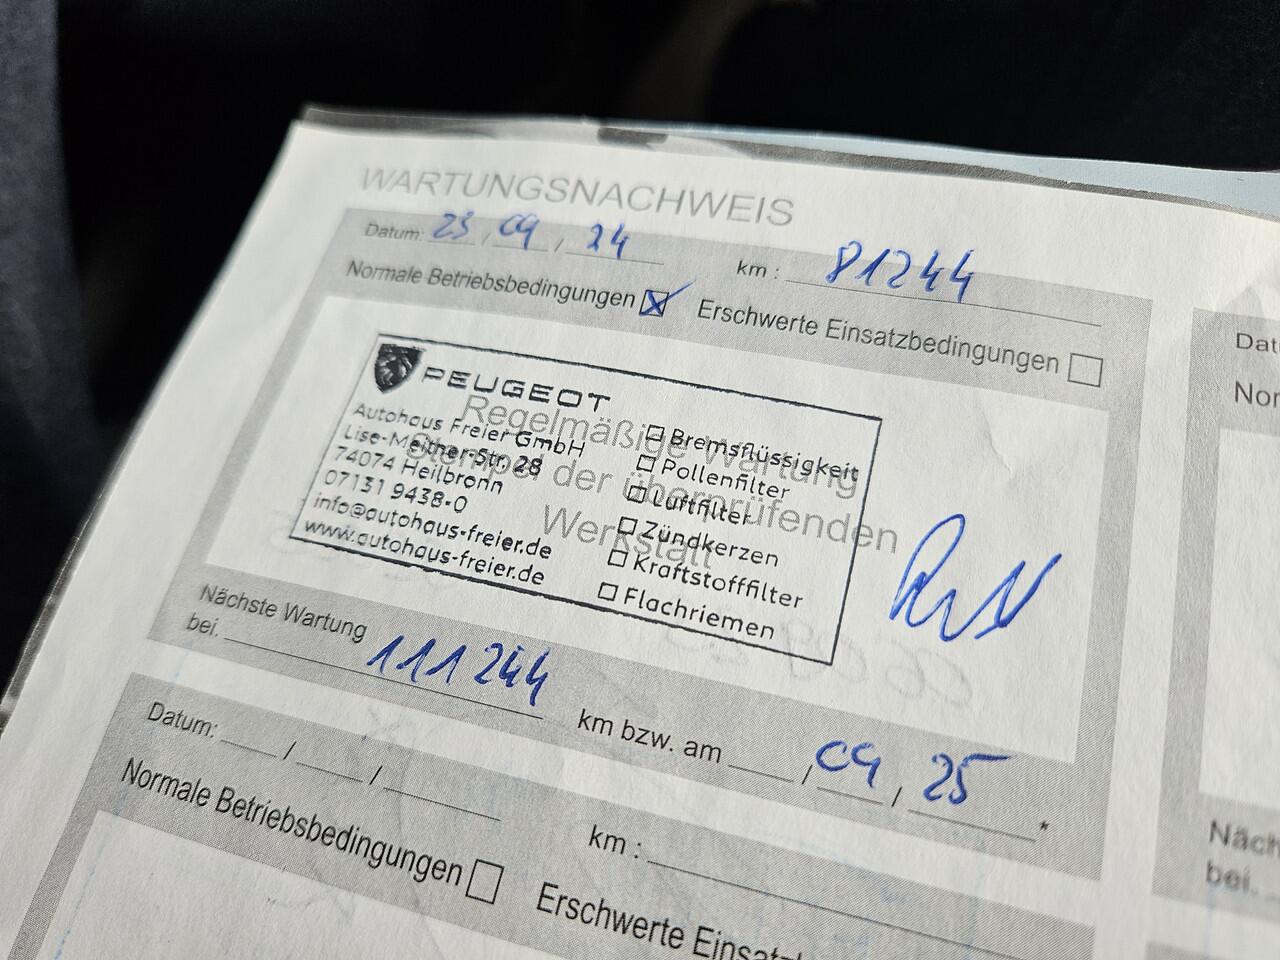 WARTUNGSNACHWEIS
Datum: 23 / 09 / 24 km : 81244
Normale Betriebsbedingungen Erschwerte Einsatzbedingungen
PEUGEOT
Autohaus Freier GmbH
Lise-Meitner-Str. 28
74074 Heilbronn
07131 9438-0
info@autohaus-freier.de
www.autohaus-freier.de
Bremsflüssigkeit
Pollenfilter
Luftfilter
Zündkerzen
Kraftstofffilter
Flachriemen
Regelmäßige Wartung
Stempel der überprüfenden
Werkstatt
Nächste Wartung
bei. 111244 km bzw. am / 09 / 25 *
Datum: / / km :
Normale Betriebsbedingungen Erschwerte
Näch
bei.